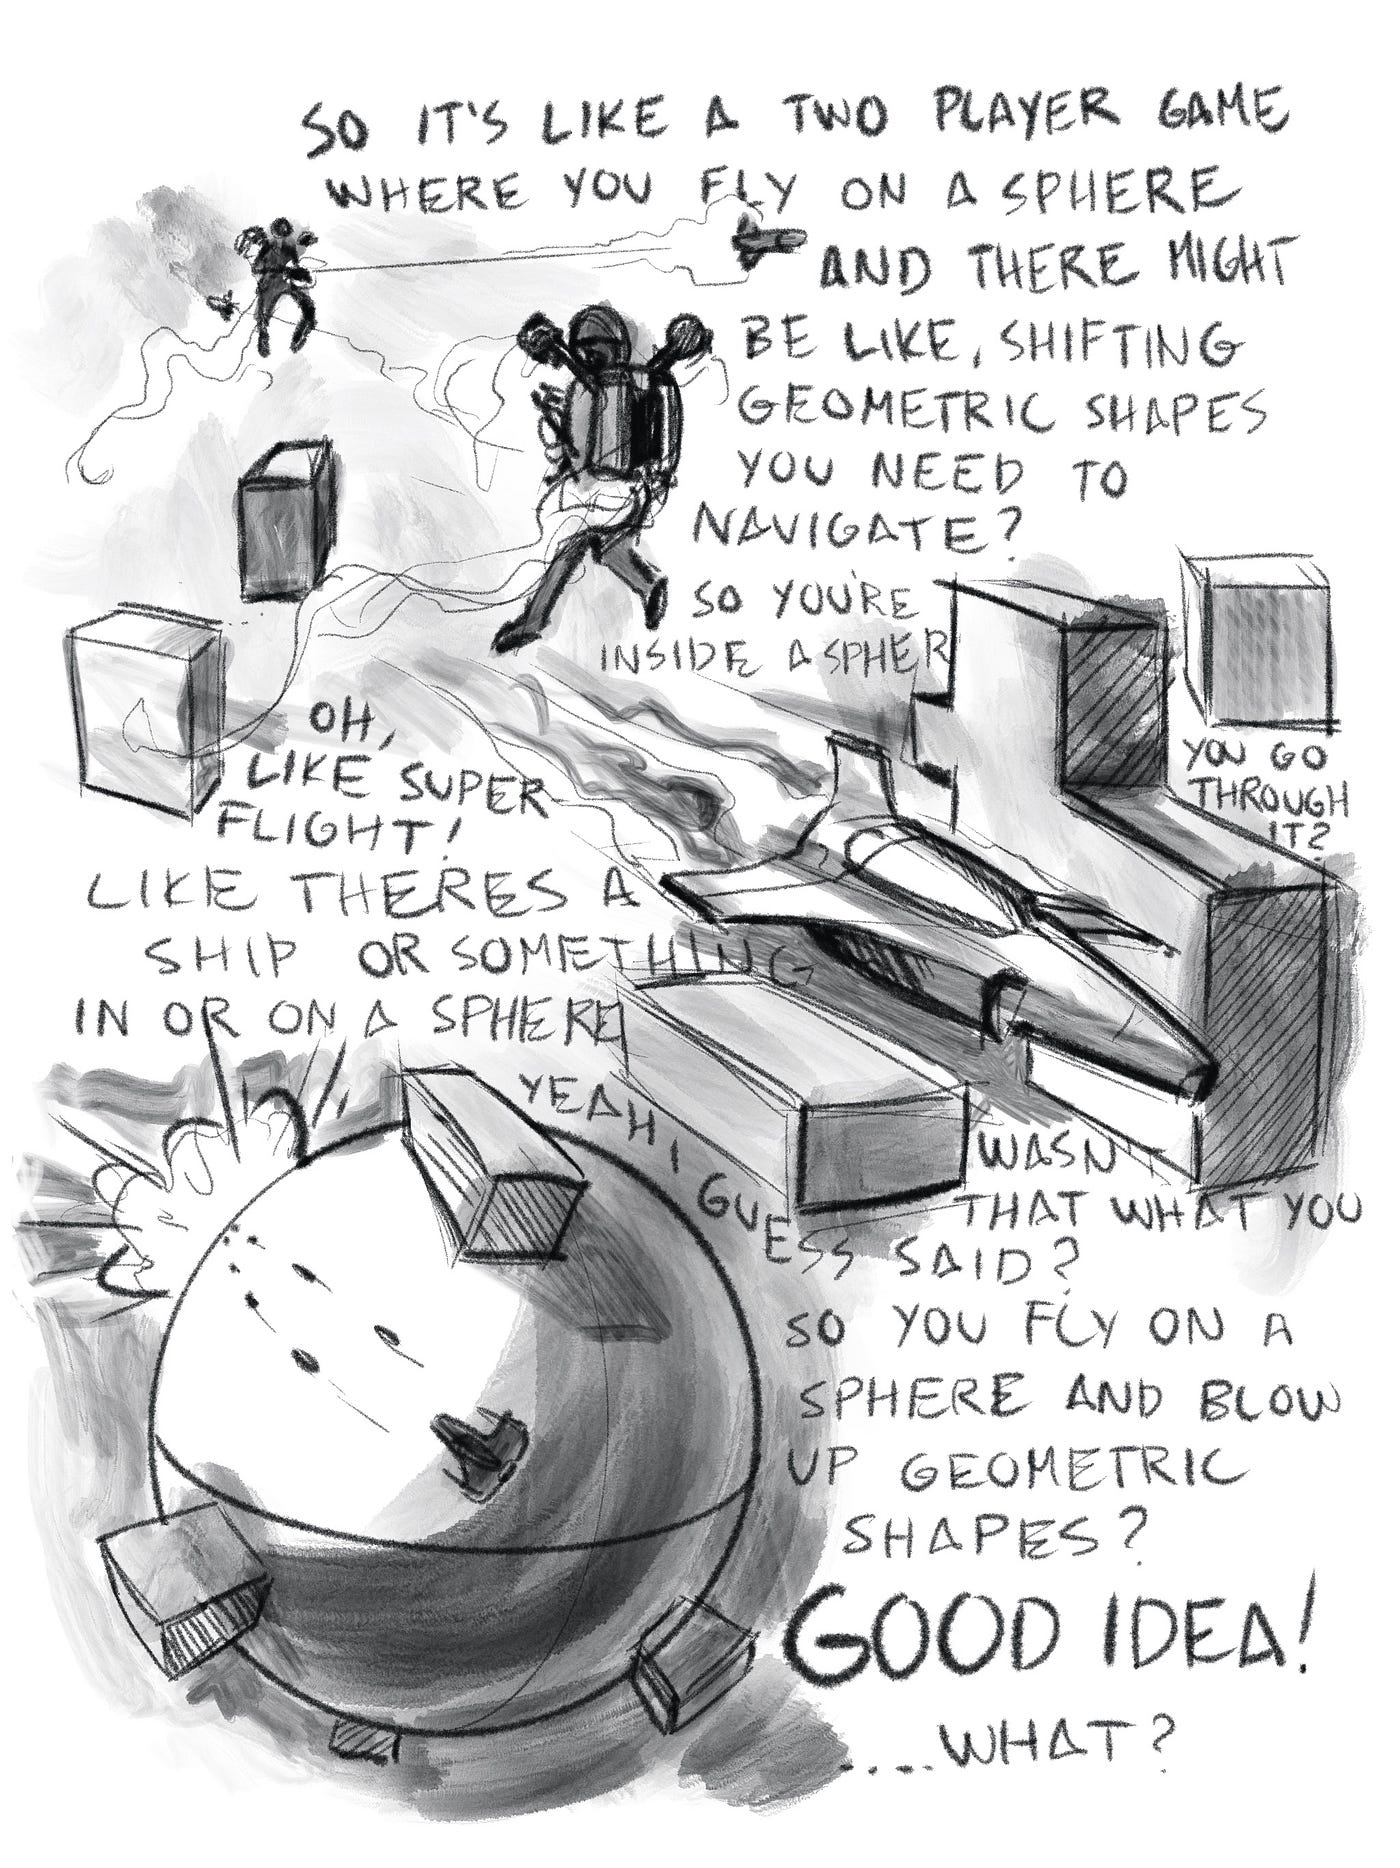 SO IT'S LIKE A TWO PLAYER GAME
WHERE YOU FLY ON A SPHERE
AND THERE MIGHT
BE LIKE, SHIFTING
GEOMETRIC SHAPES
YOU NEED TO
NAVIGATE?
SO YOU'RE
INSIDE A SPHER
YOU GO
THROUGH
IT?
OH,
LIKE SUPER
FLIGHT!
LIKE THERES A
SHIP OR SOMETHING
IN OR ON A SPHERE
YEAH I
GUESS
WASN'T
THAT WHAT YOU
SAID?
SO YOU FLY ON A
SPHERE AND BLOW
UP GEOMETRIC
SHAPES?
GOOD IDEA!
....WHAT?